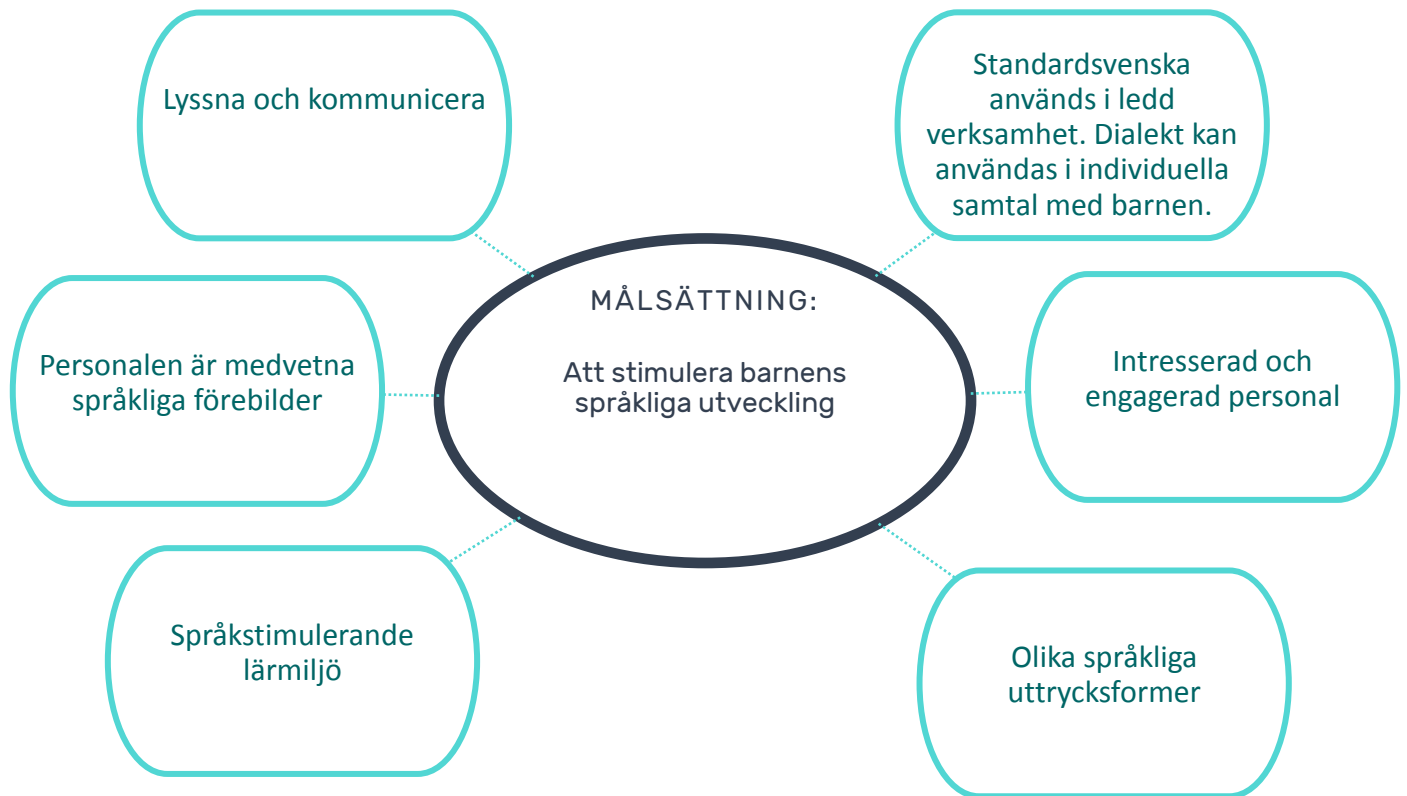 Lyssna och kommunicera
Standardsvenska
används i ledd
verksamhet. Dialekt kan
användas i individuella
samtal med barnen.
MÅLSÄTTNING:
Att stimulera barnens
språkliga utveckling
Personalen är medvetna
språkliga förebilder
Intresserad och
engagerad personal
Språkstimulerande
lärmiljö
Olika språkliga
uttrycksformer